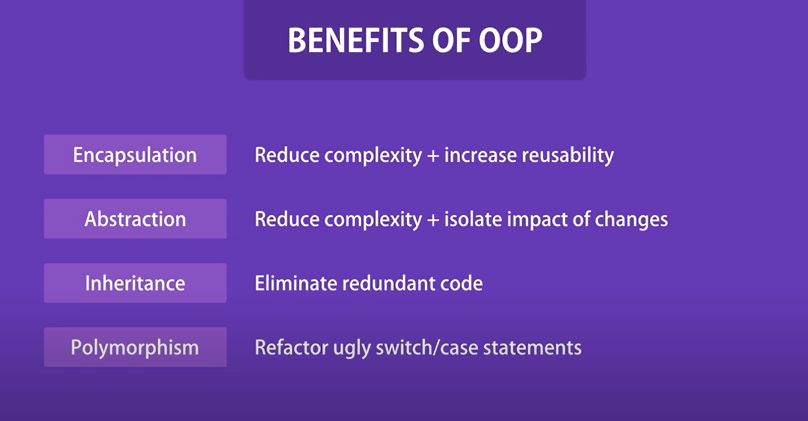 BENEFITS OF OOP
Encapsulation Reduce complexity + increase reusability
Abstraction Reduce complexity + isolate impact of changes
Inheritance Eliminate redundant code
Polymorphism Refactor ugly switch/case statements